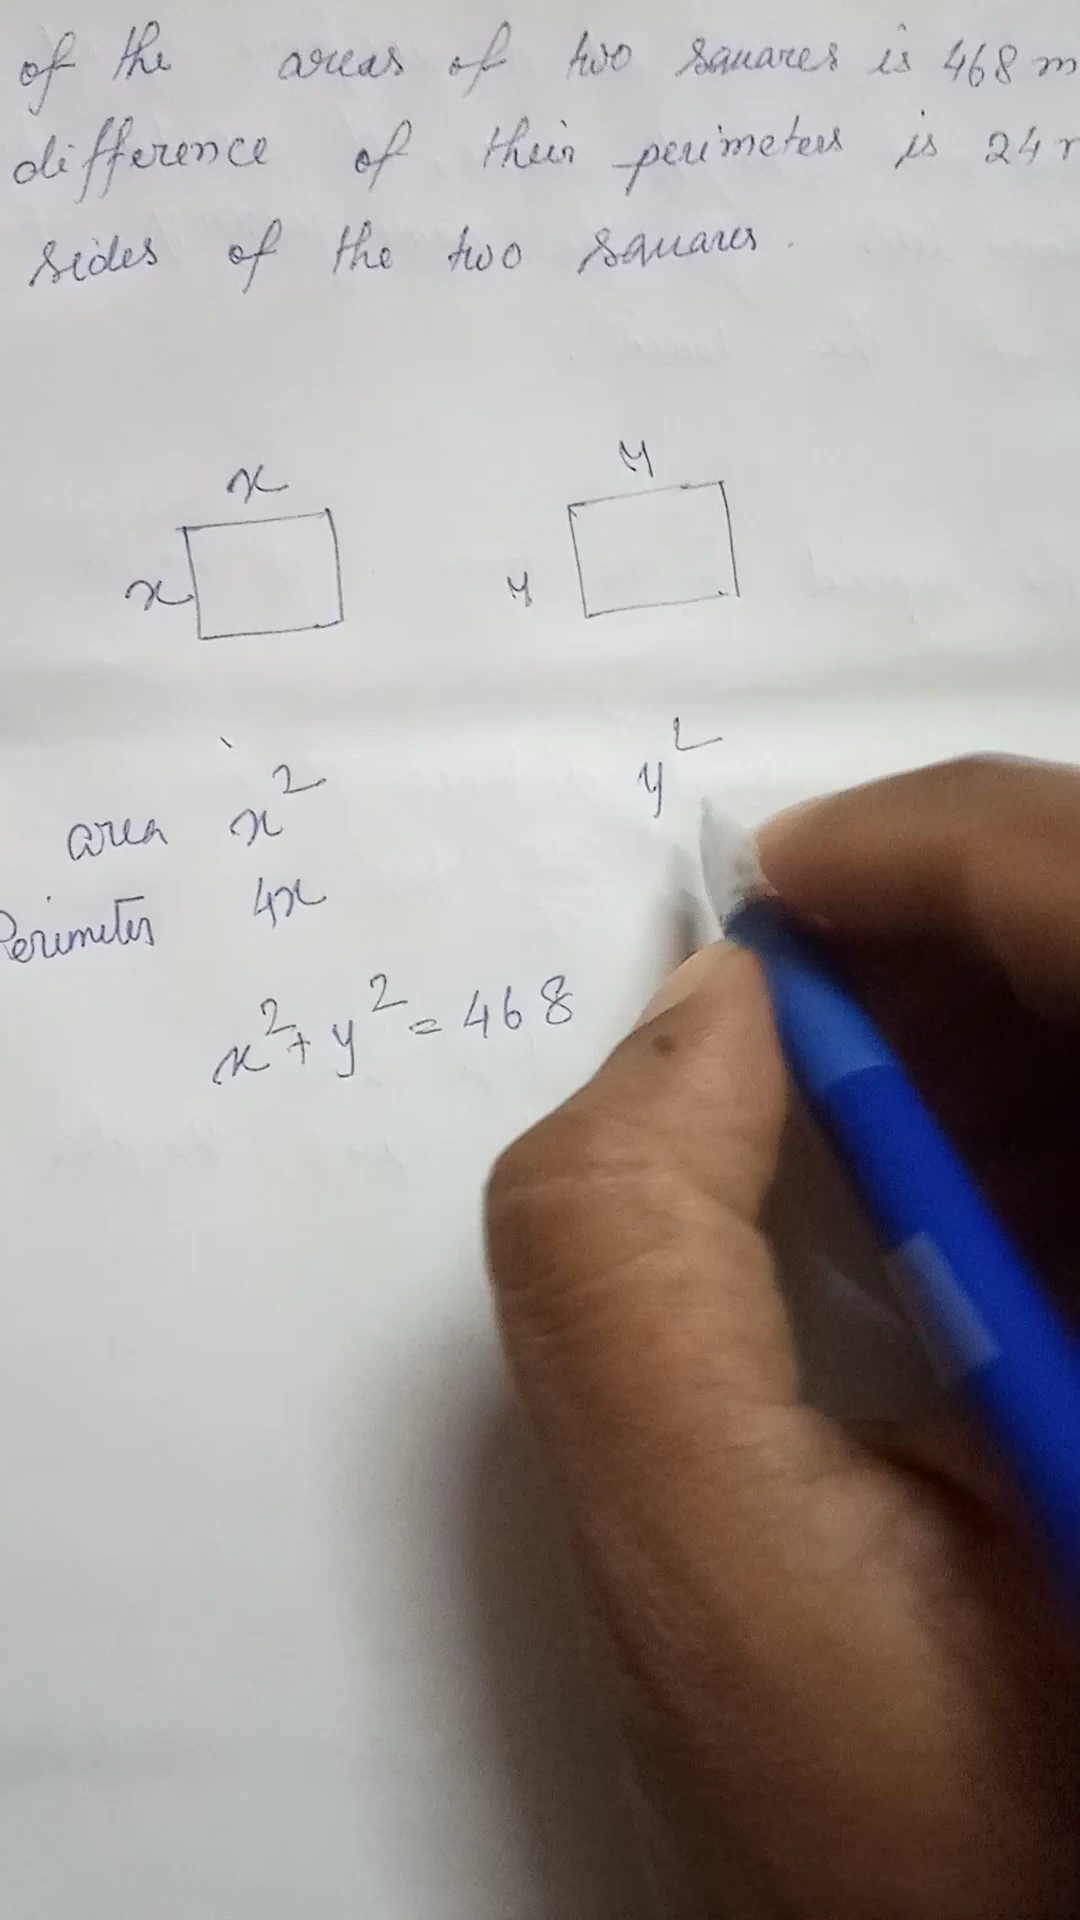 of the areas of two squares is 468 m
difference of their perimeters is 24
sides of the two squares.
x y
x y
area x² y²
Perimeter 4x
x² + y² = 468